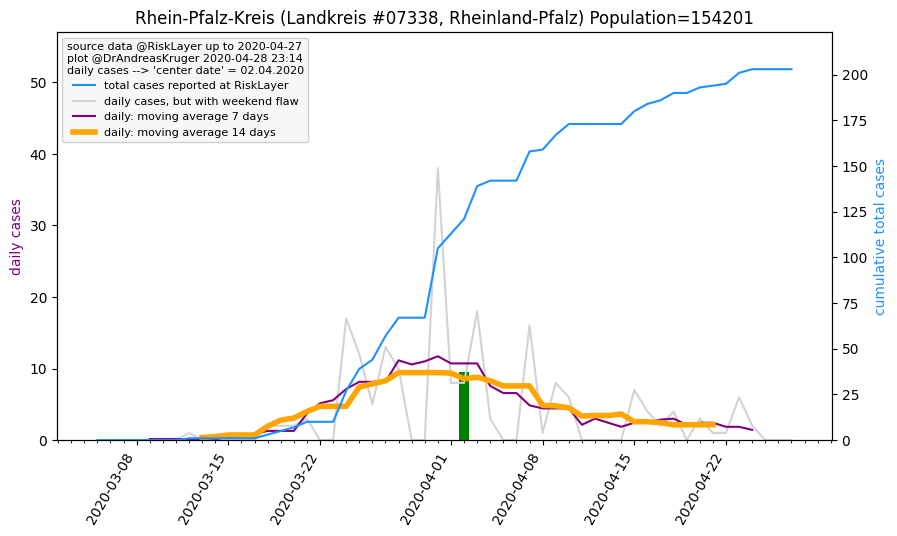 Rhein-Pfalz-Kreis (Landkreis #07338, Rheinland-Pfalz) Population=154201
source data @RiskLayer up to 2020-04-27
plot @DrAndreasKruger 2020-04-28 23:14
daily cases --> 'center date' = 02.04.2020
total cases reported at RiskLayer
daily cases, but with weekend flaw
daily: moving average 7 days
daily: moving average 14 days
daily cases
50
40
30
20
10
0
200
175
150
125
100
75
50
25
0
cumulative total cases
2020-03-08
2020-03-15
2020-03-22
2020-04-01
2020-04-08
2020-04-15
2020-04-22